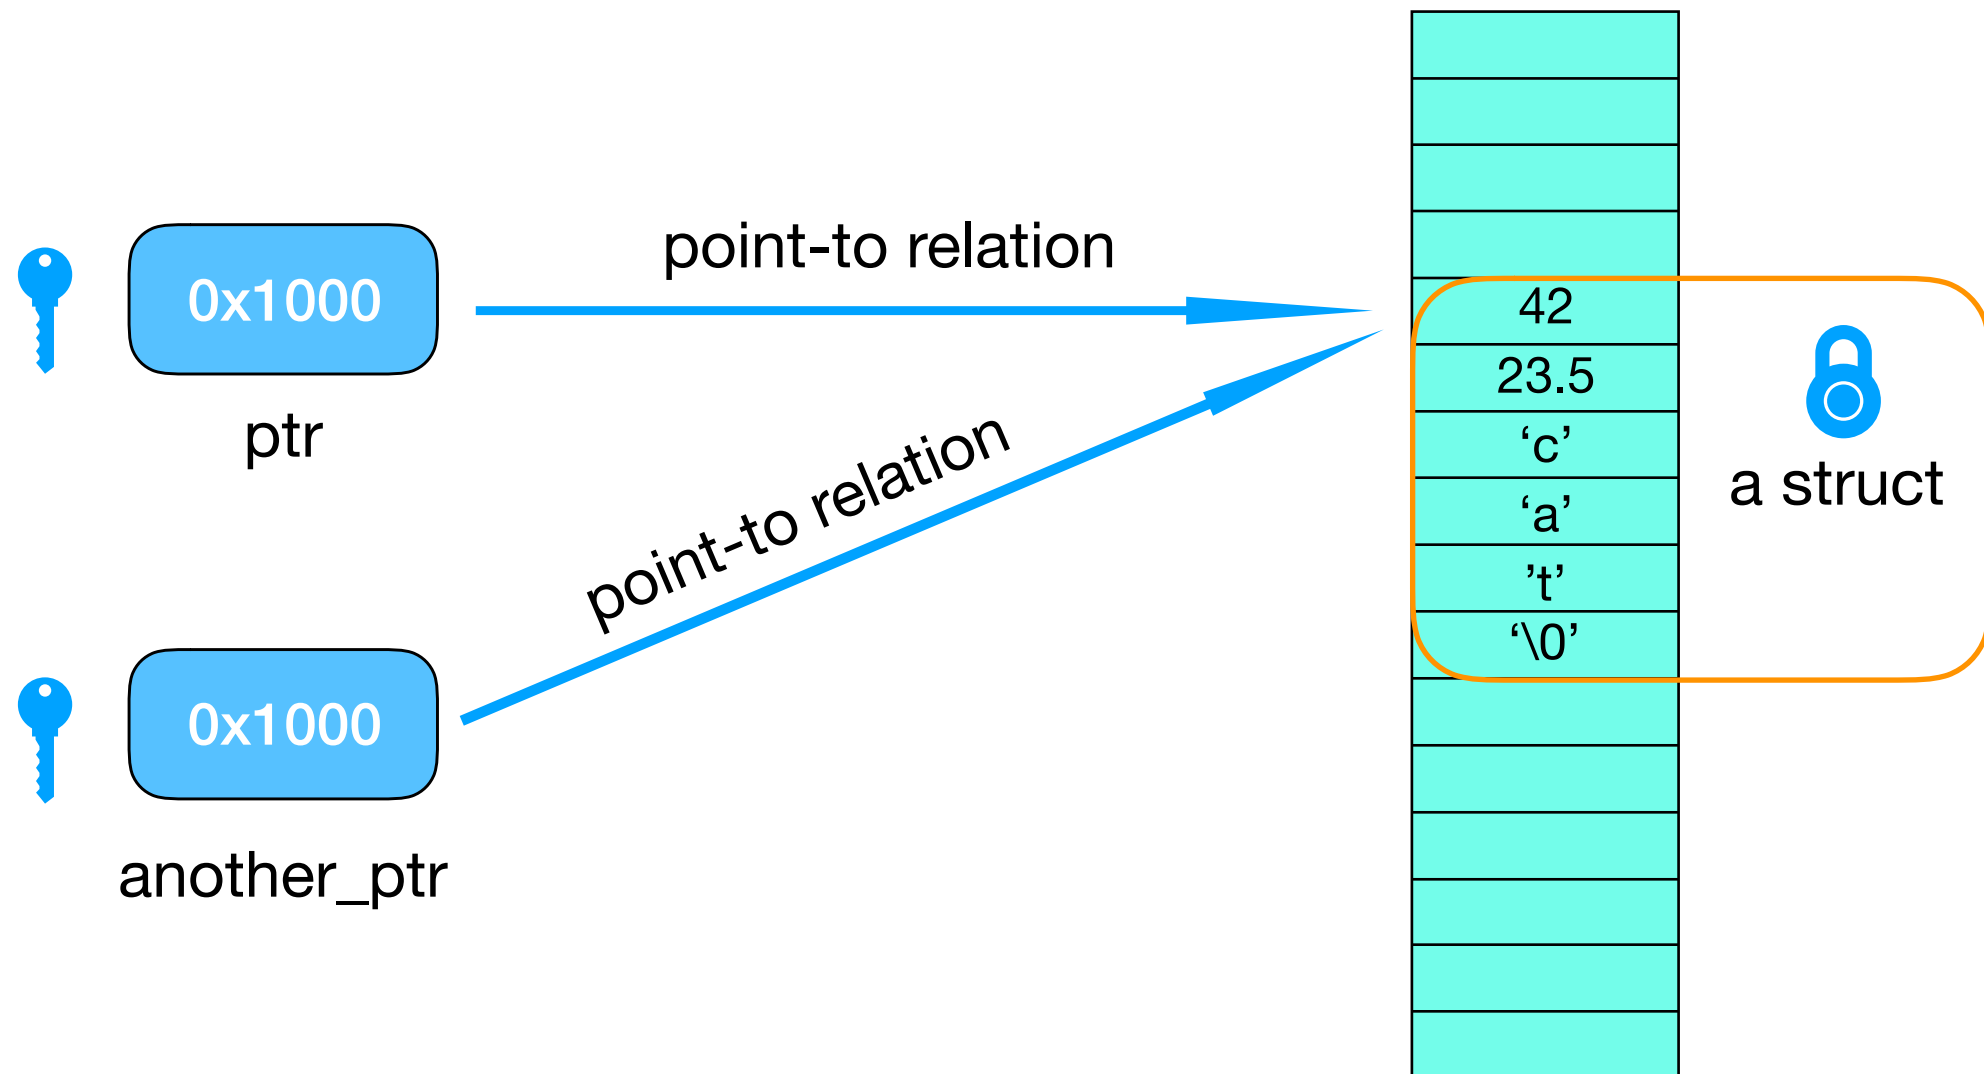 0x1000
ptr
point-to relation
point-to relation
0x1000
another_ptr
42
23.5
‘c’
‘a’
’t’
‘\0’
a struct